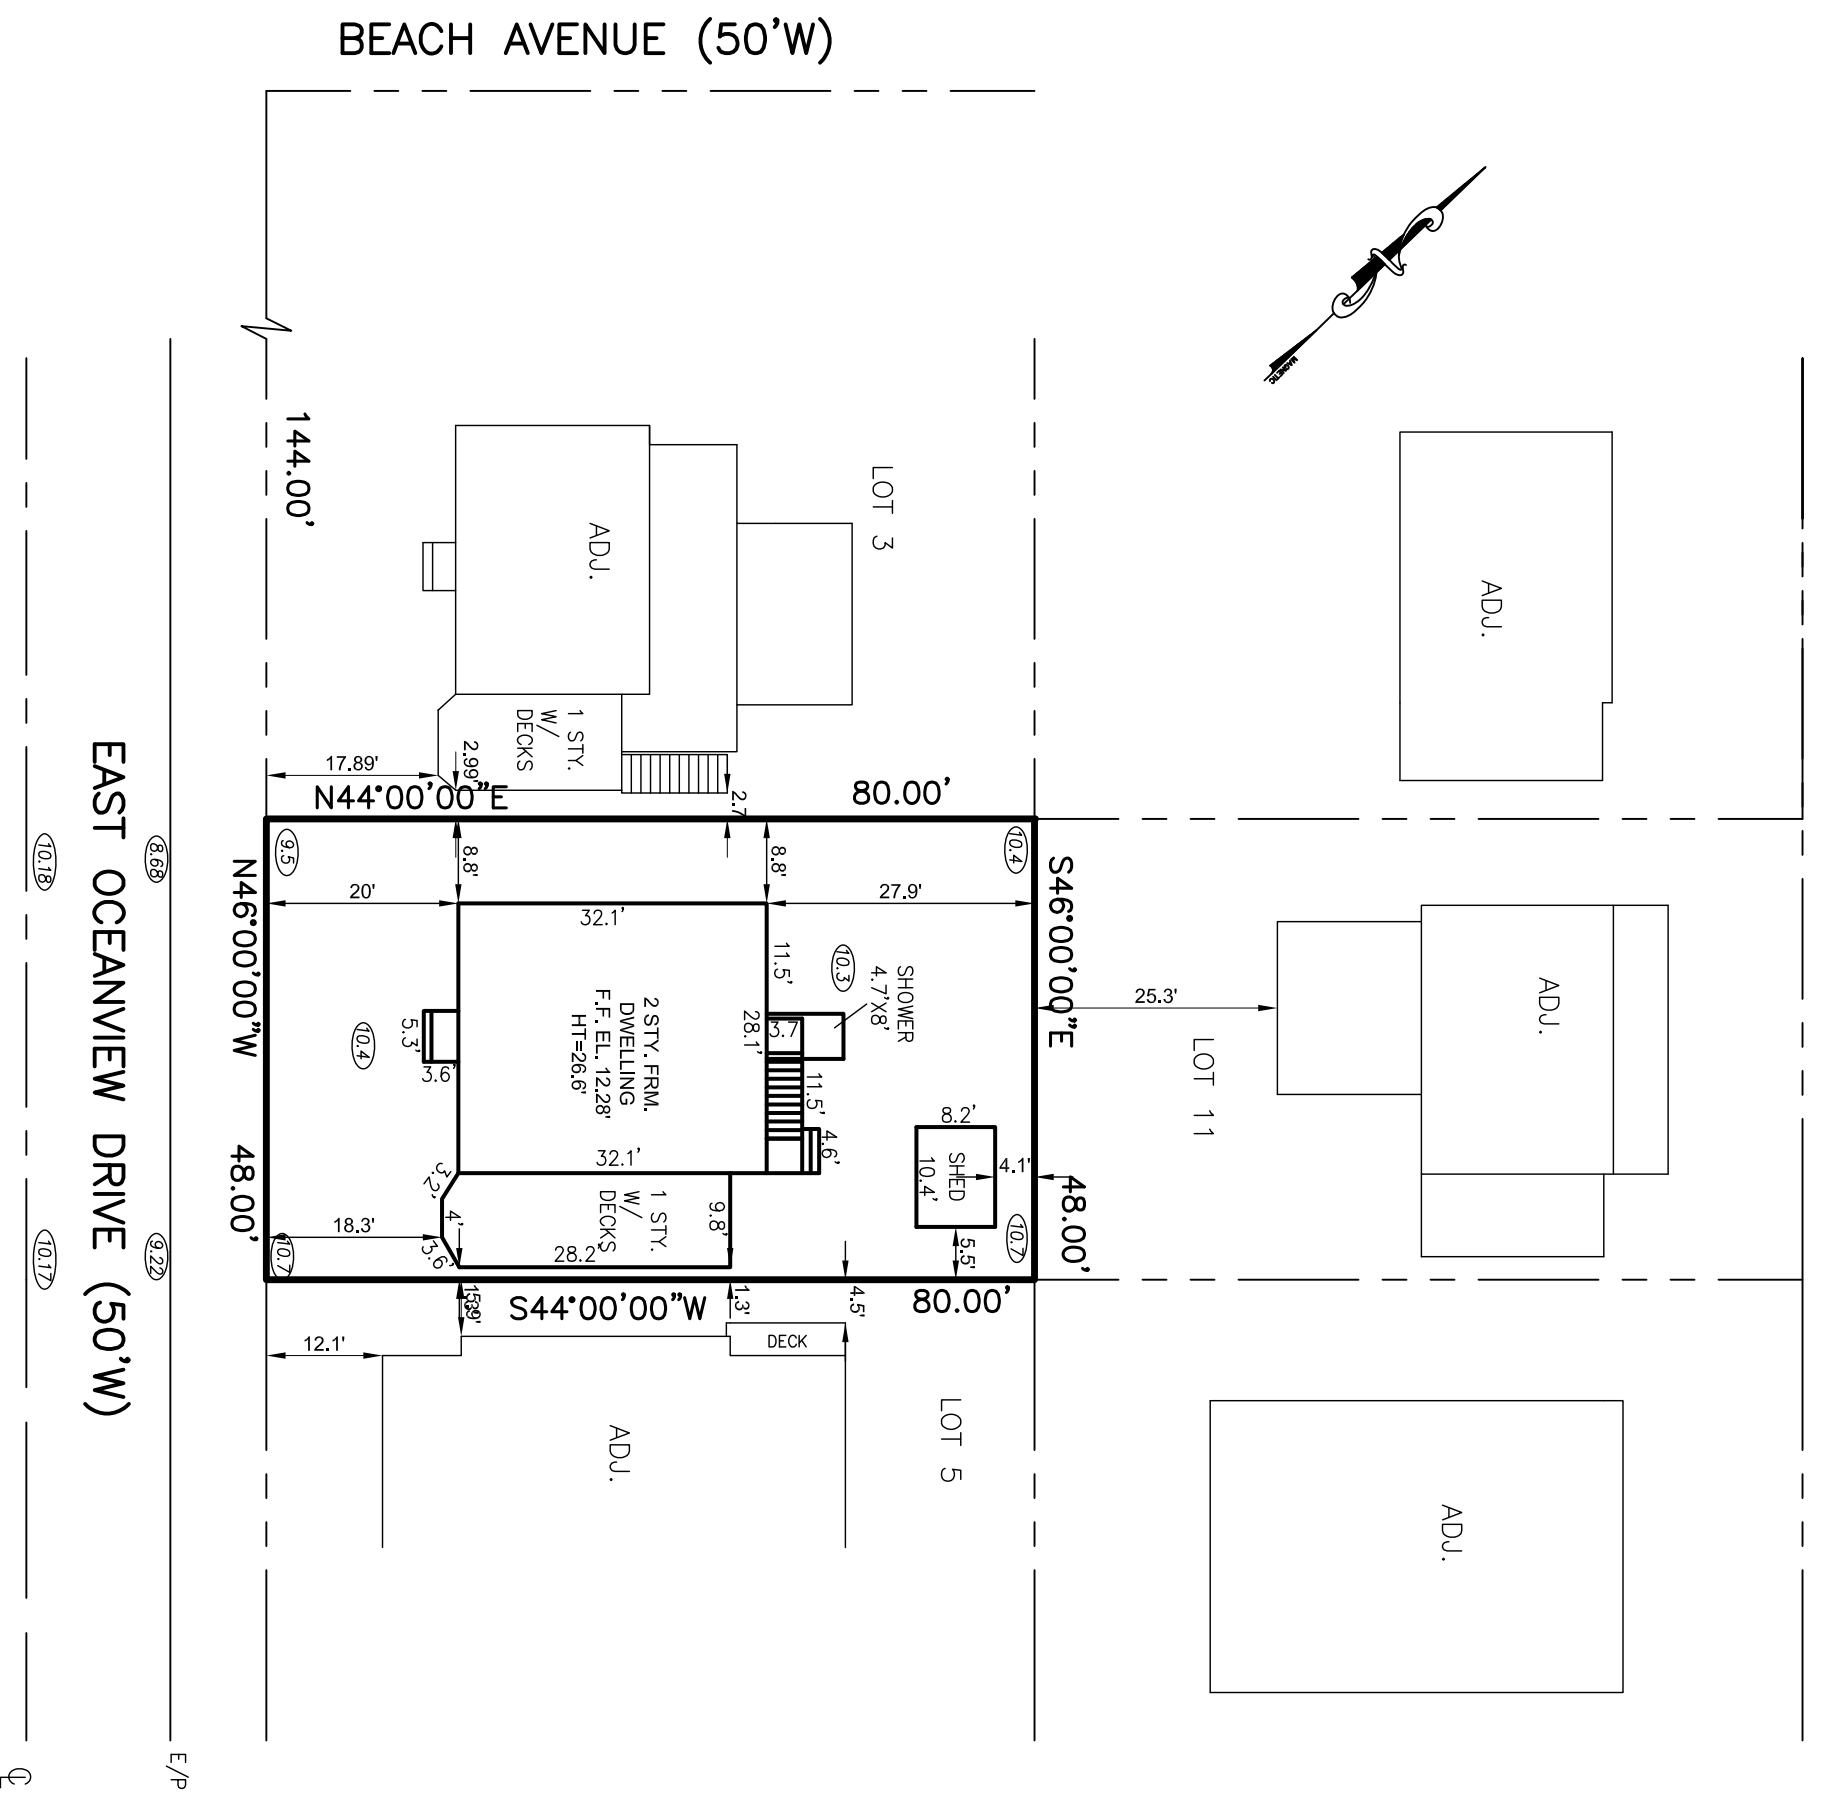 BEACH AVENUE (50'W)
MAGNETIC
144.00'
LOT 3
ADJ.
ADJ.
1 STY.
W/
DECKS
2.99'
17.89'
2.7
N44°00'00"E
80.00'
9.5
10.4
8.8'
8.8'
20'
27.9'
32.1'
N46°00'00"W
48.00'
S46°00'00"E
48.00'
11.5'
10.3
SHOWER
4.7'X8'
28.1'
3.7
11.5'
4.6'
2 STY. FRM.
DWELLING
F.F. EL. 12.28'
HT=26.6'
5.3'
3.6'
10.4
32.1'
8.2'
SHED
10.4'
4.1'
5.5'
10.7
3.2'
4'
3.6'
18.3'
10.7
1 STY.
W/
DECKS
9.8'
28.2'
25.3'
ADJ.
LOT 11
S44°00'00"W
80.00'
1.3'
4.5'
12.1'
DECK
ADJ.
LOT 5
ADJ.
EAST OCEANVIEW DRIVE (50'W)
8.68
10.18
9.22
10.17
E/P
℄